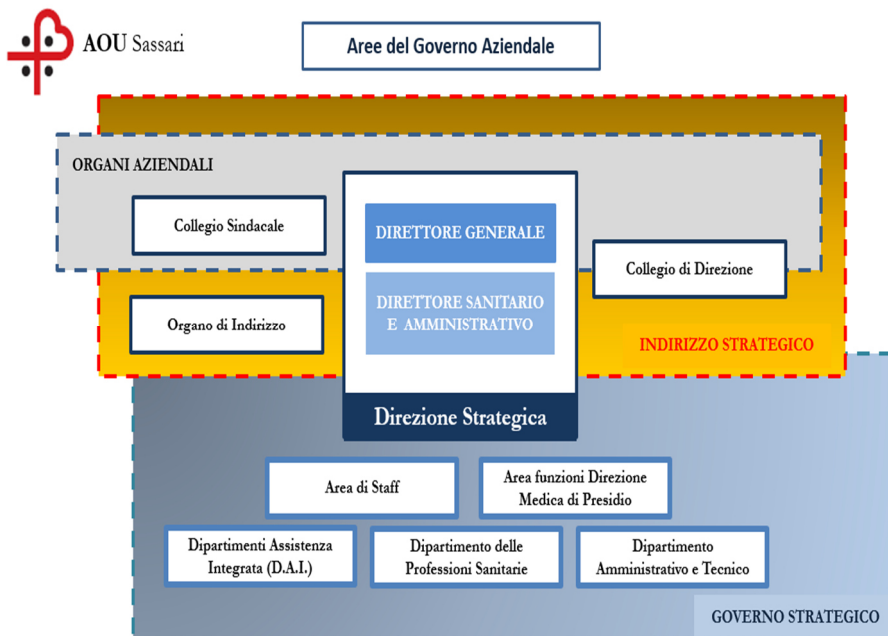 AOU Sassari
Aree del Governo Aziendale
ORGANI AZIENDALI
Collegio Sindacale
DIRETTORE GENERALE
Collegio di Direzione
DIRETTORE SANITARIO
E AMMINISTRATIVO
Organo di Indirizzo
INDIRIZZO STRATEGICO
Direzione Strategica
Area di Staff
Area funzioni Direzione
Medica di Presidio
Dipartimenti Assistenza
Integrata (D.A.I.)
Dipartimento delle
Professioni Sanitarie
Dipartimento
Amministrativo e Tecnico
GOVERNO STRATEGICO